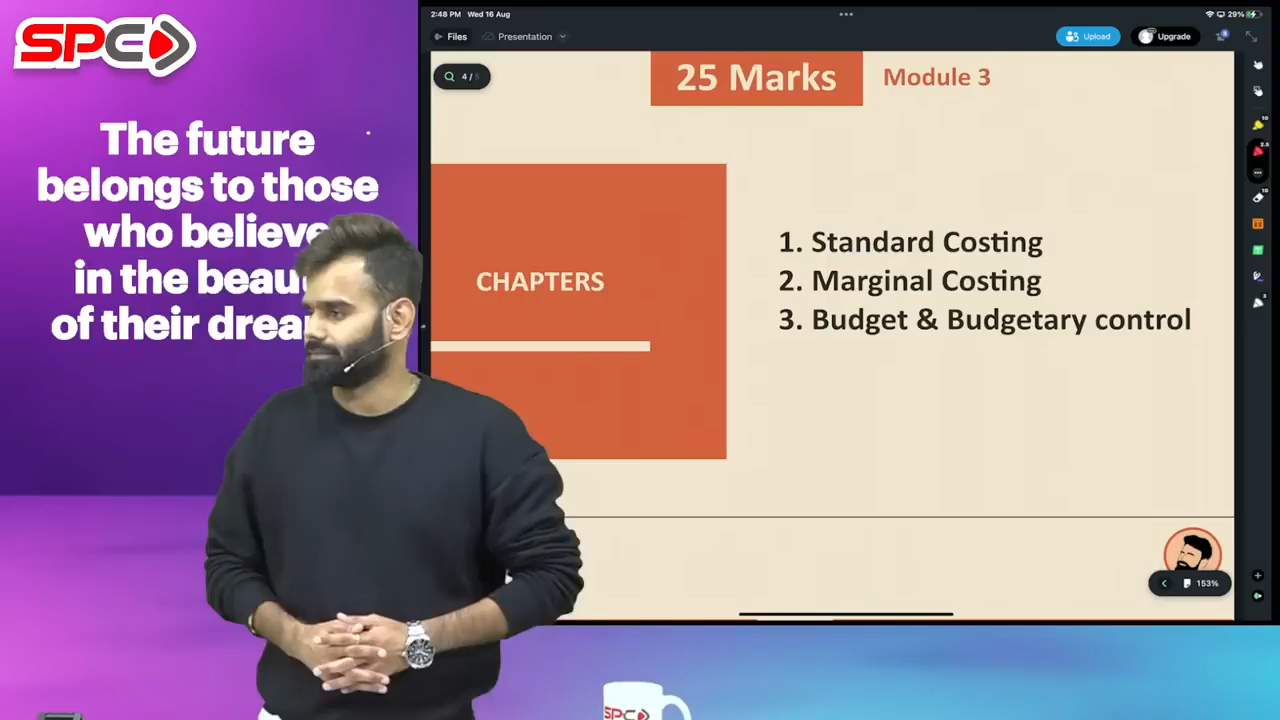 SPC
The future
belongs to those
who believe
in the beau
of their drea
2:48 PM Wed 16 Aug
29%
Files
Presentation
Upload
Upgrade
4 /
25 Marks
Module 3
CHAPTERS
1. Standard Costing
2. Marginal Costing
3. Budget & Budgetary control
153%
SPC